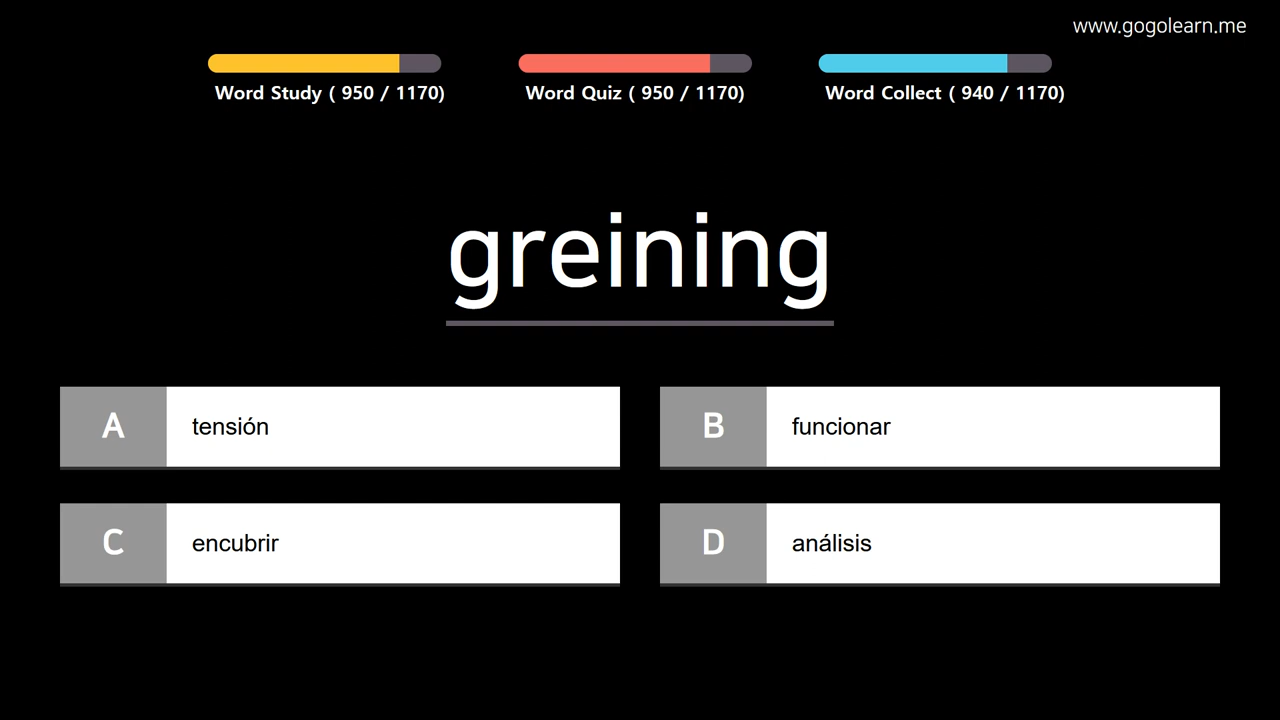 www.gogolearn.me
Word Study ( 950 / 1170)
Word Quiz ( 950 / 1170)
Word Collect ( 940 / 1170)
greining
A tensión
B funcionar
C encubrir
D análisis